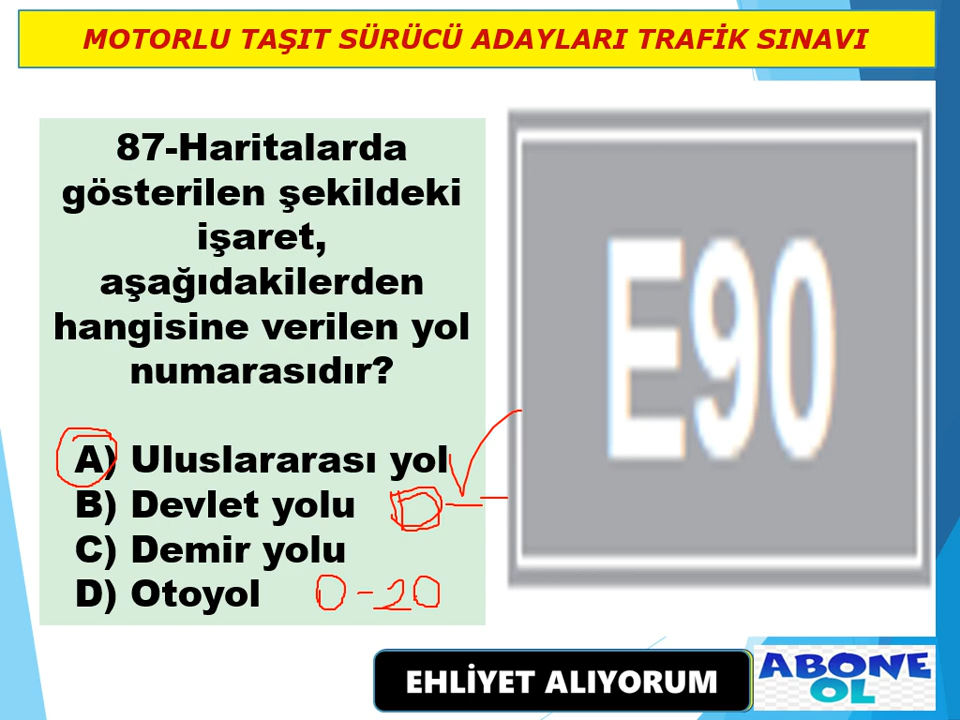 MOTORLU TAŞIT SÜRÜCÜ ADAYLARI TRAFİK SINAVI
87-Haritalarda
gösterilen şekildeki
işaret,
aşağıdakilerden
hangisine verilen yol
numarasıdır?
A) Uluslararası yol
B) Devlet yolu D-
C) Demir yolu
D) Otoyol 0-20
E90
EHLİYET ALIYORUM
ABONE
OL